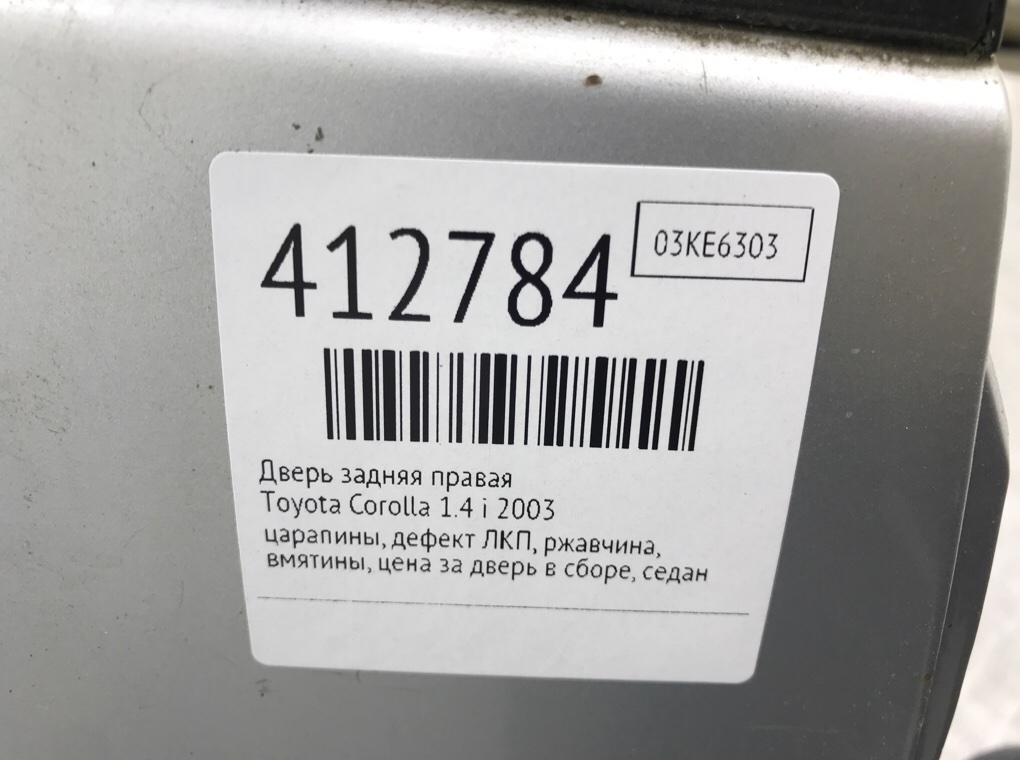 412784
03KE6303
Дверь задняя правая
Toyota Corolla 1.4 i 2003
царапины, дефект ЛКП, ржавчина,
вмятины, цена за дверь в сборе, седан